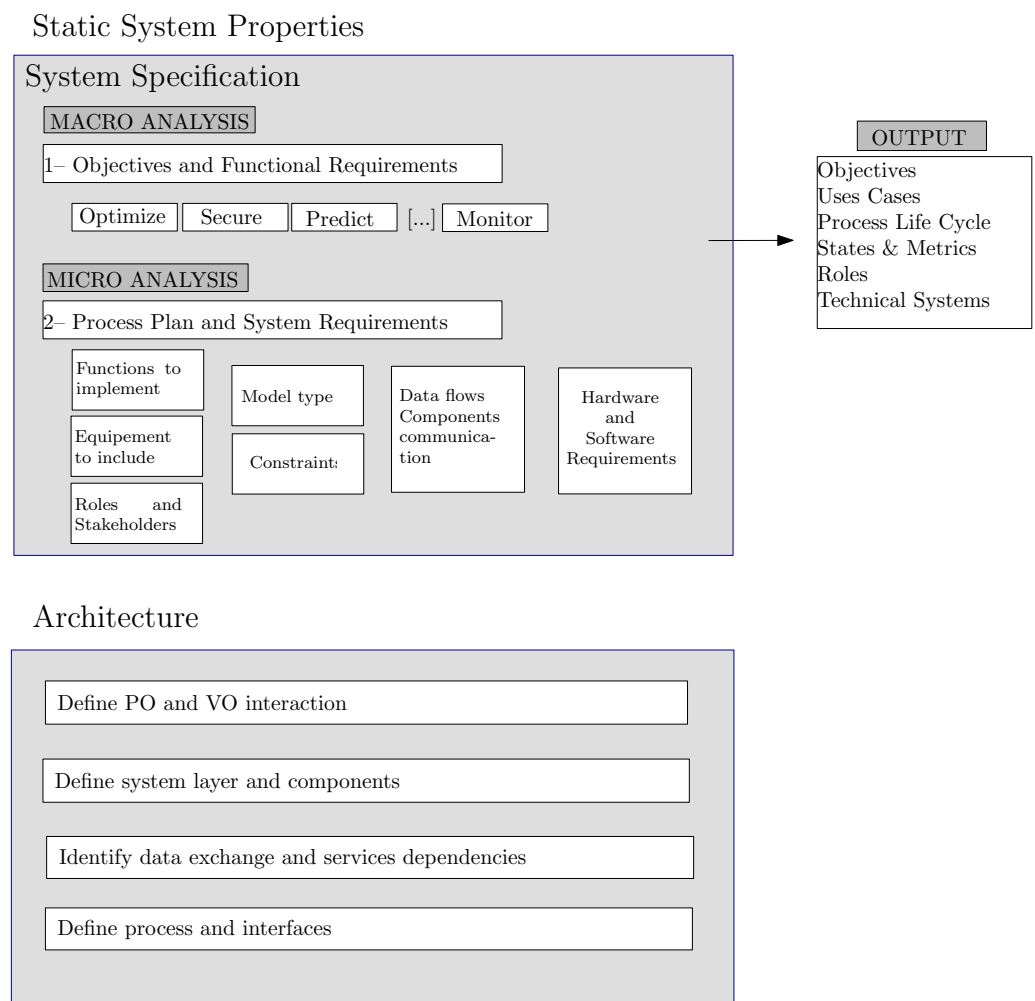 Static System Properties
System Specification
MACRO ANALYSIS
1– Objectives and Functional Requirements
Optimize Secure Predict [...] Monitor
MICRO ANALYSIS
2– Process Plan and System Requirements
Functions to
implement
Equipement
to include
Roles and
Stakeholders
Model type
Constraints
Data flows
Components
communica-
tion
Hardware
and
Software
Requirements
OUTPUT
Objectives
Uses Cases
Process Life Cycle
States & Metrics
Roles
Technical Systems
Architecture
Define PO and VO interaction
Define system layer and components
Identify data exchange and services dependencies
Define process and interfaces